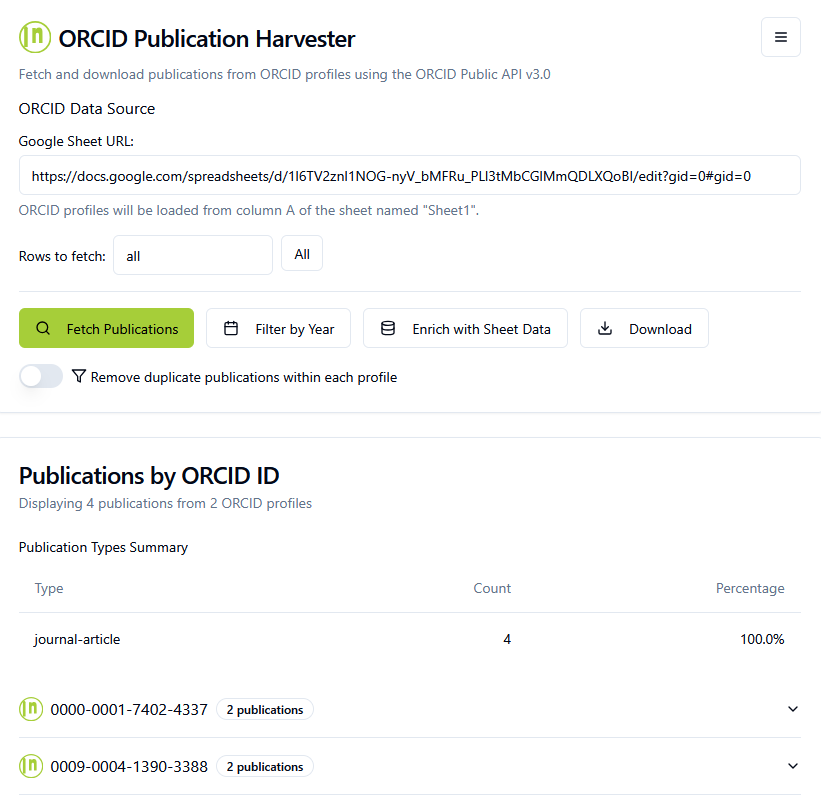 ORCID Publication Harvester
Fetch and download publications from ORCID profiles using the ORCID Public API v3.0
ORCID Data Source
Google Sheet URL:
https://docs.google.com/spreadsheets/d/1I6TV2znI1NOG-nyV_bMFRu_PLl3tMbCGlMmQDLXQoBI/edit?gid=0#gid=0
ORCID profiles will be loaded from column A of the sheet named "Sheet1".
Rows to fetch: all All
Fetch Publications Filter by Year Enrich with Sheet Data Download
Remove duplicate publications within each profile
Publications by ORCID ID
Displaying 4 publications from 2 ORCID profiles
Publication Types Summary
Type Count Percentage
journal-article 4 100.0%
0000-0001-7402-4337 2 publications
0009-0004-1390-3388 2 publications